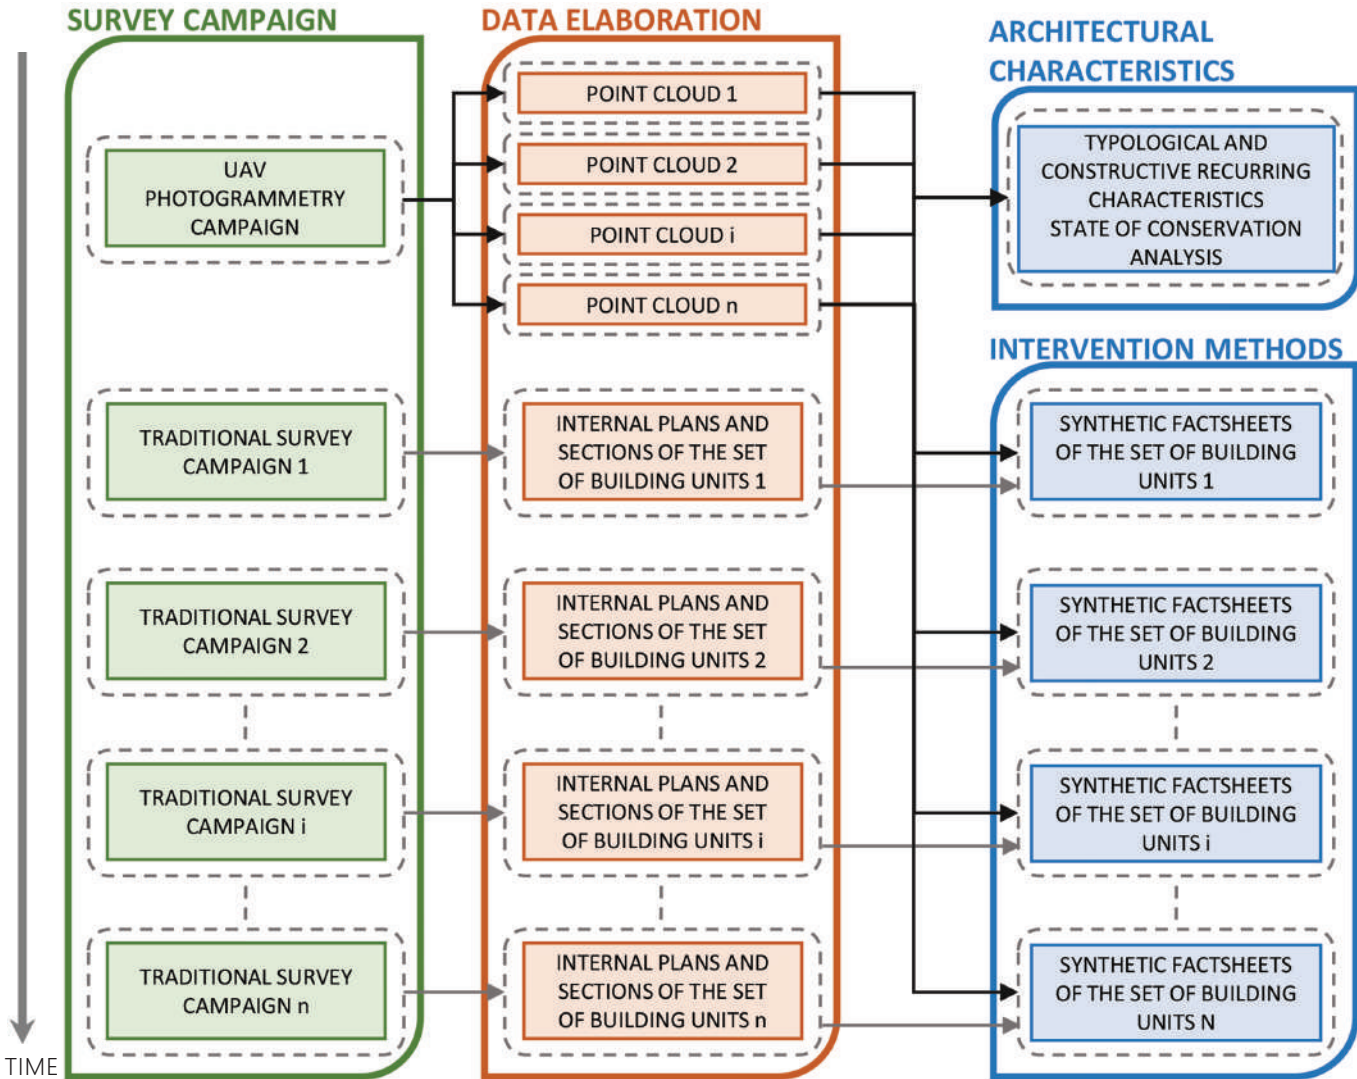 SURVEY CAMPAIGN
UAV
PHOTOGRAMMETRY
CAMPAIGN
TRADITIONAL SURVEY
CAMPAIGN 1
TRADITIONAL SURVEY
CAMPAIGN 2
TRADITIONAL SURVEY
CAMPAIGN i
TRADITIONAL SURVEY
CAMPAIGN n
DATA ELABORATION
POINT CLOUD 1
POINT CLOUD 2
POINT CLOUD i
POINT CLOUD n
INTERNAL PLANS AND
SECTIONS OF THE SET
OF BUILDING UNITS 1
INTERNAL PLANS AND
SECTIONS OF THE SET
OF BUILDING UNITS 2
INTERNAL PLANS AND
SECTIONS OF THE SET
OF BUILDING UNITS i
INTERNAL PLANS AND
SECTIONS OF THE SET
OF BUILDING UNITS n
ARCHITECTURAL
CHARACTERISTICS
TYPOLOGICAL AND
CONSTRUCTIVE RECURRING
CHARACTERISTICS
STATE OF CONSERVATION
ANALYSIS
INTERVENTION METHODS
SYNTHETIC FACTSHEETS
OF THE SET OF BUILDING
UNITS 1
SYNTHETIC FACTSHEETS
OF THE SET OF BUILDING
UNITS 2
SYNTHETIC FACTSHEETS
OF THE SET OF BUILDING
UNITS i
SYNTHETIC FACTSHEETS
OF THE SET OF BUILDING
UNITS N
TIME